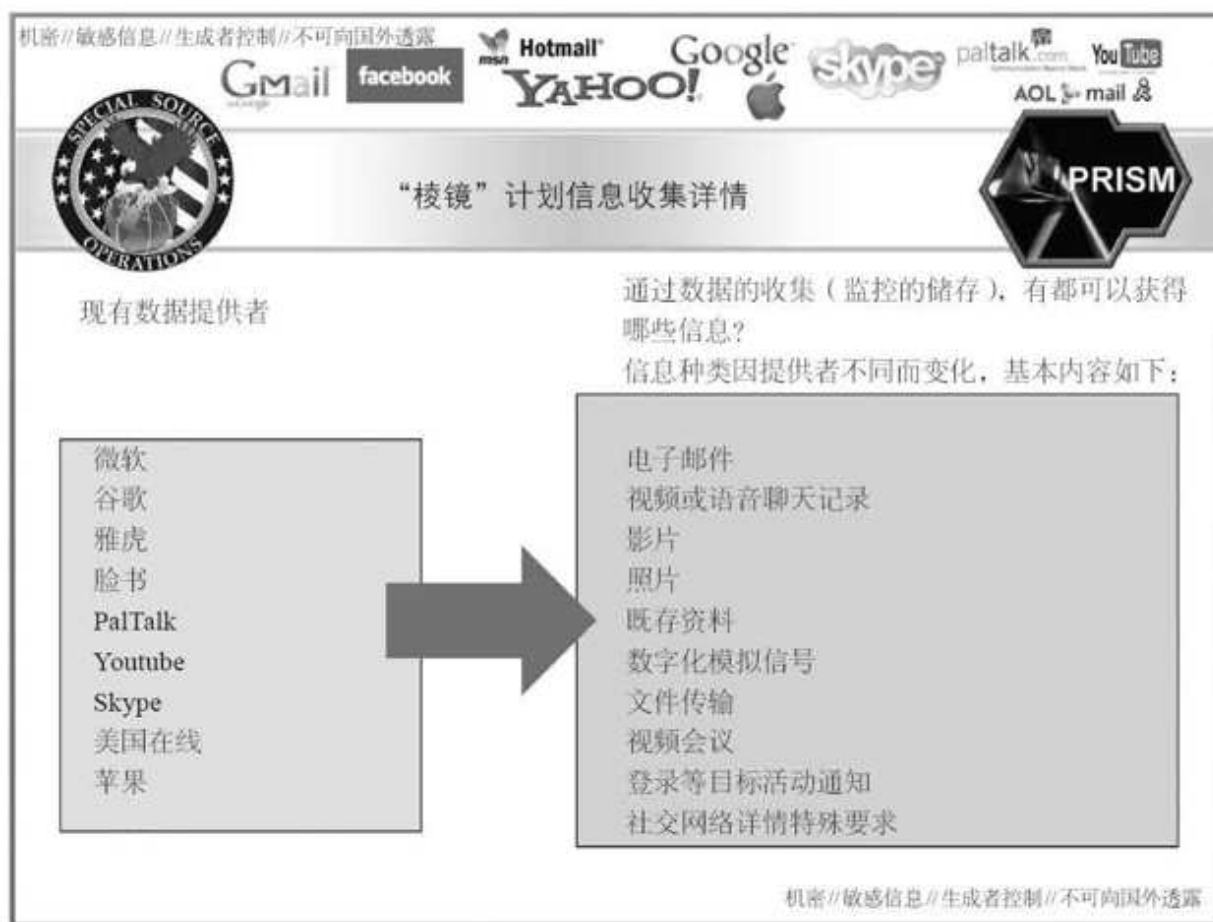 机密//敏感信息//生成者控制//不可向国外透露
GMail
facebook
msn Hotmail
YAHOO!
Google
skype
paltalk.com
You Tube
AOL mail
SPECIAL SOURCE
OPERATIONS
“棱镜”计划信息收集详情
PRISM
现有数据提供者
通过数据的收集（监控的储存），有都可以获得
哪些信息？
信息种类因提供者不同而变化，基本内容如下：
微软
谷歌
雅虎
脸书
PalTalk
Youtube
Skype
美国在线
苹果
电子邮件
视频或语音聊天记录
影片
照片
既存资料
数字化模拟信号
文件传输
视频会议
登录等目标活动通知
社交网络详情特殊要求
机密//敏感信息//生成者控制//不可向国外透露